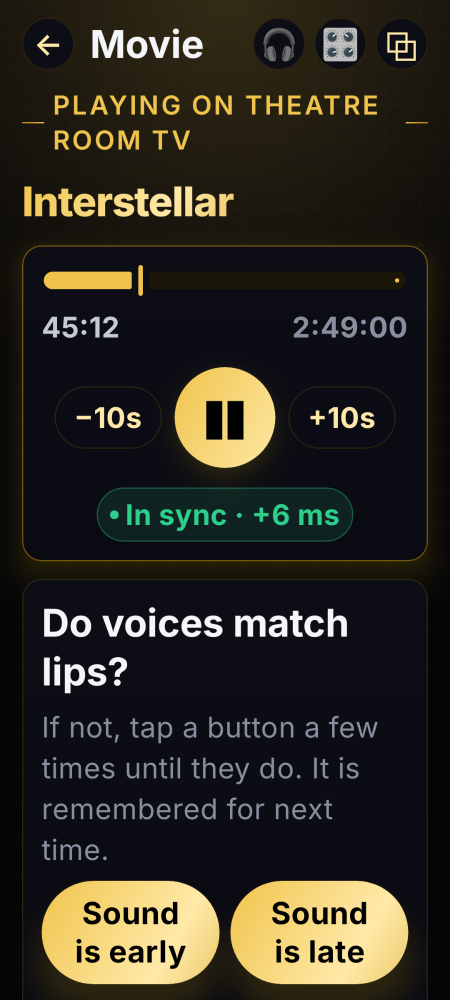 Movie
PLAYING ON THEATRE
ROOM TV
Interstellar
45:12 2:49:00
−10s +10s
• In sync · +6 ms
Do voices match
lips?
If not, tap a button a few
times until they do. It is
remembered for next
time.
Sound
is early
Sound
is late